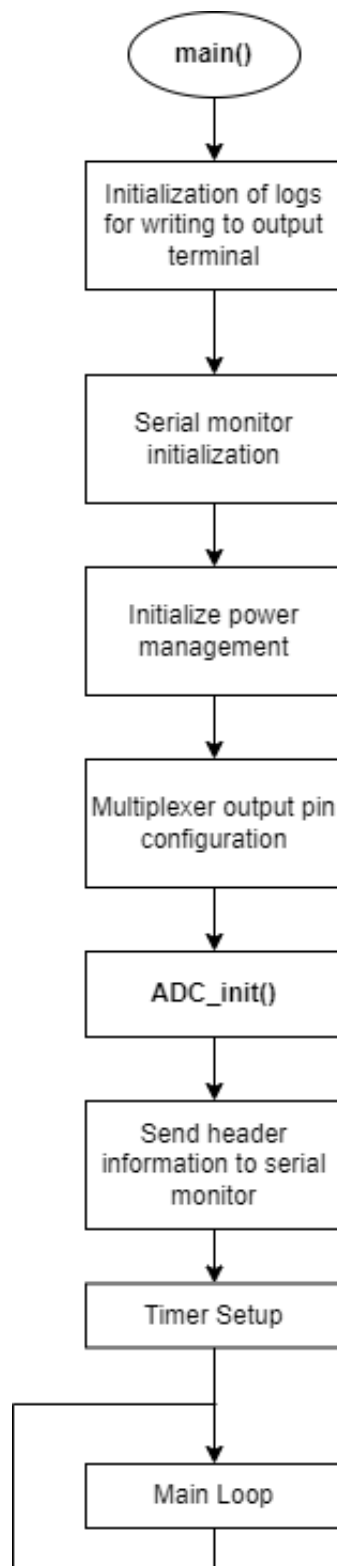 main()
Initialization of logs
for writing to output
terminal
Serial monitor
initialization
Initialize power
management
Multiplexer output pin
configuration
ADC_init()
Send header
information to serial
monitor
Timer Setup
Main Loop